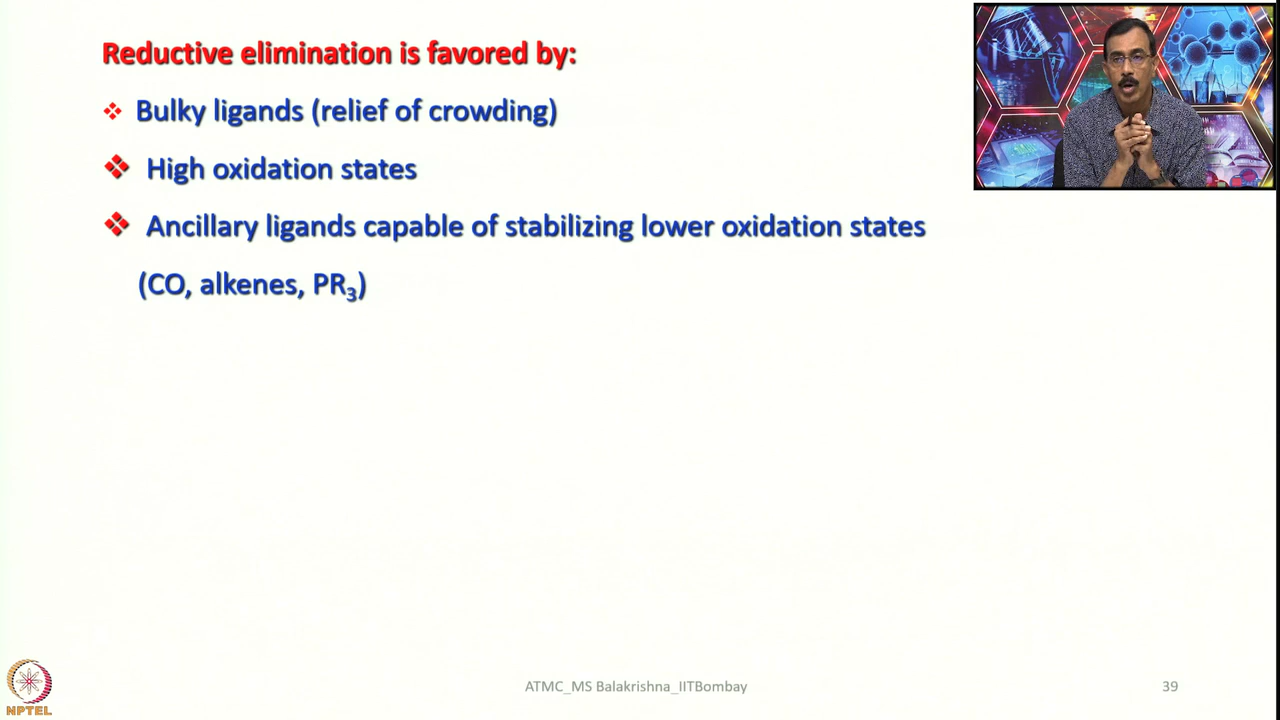 Reductive elimination is favored by:
❖ Bulky ligands (relief of crowding)
❖ High oxidation states
❖ Ancillary ligands capable of stabilizing lower oxidation states
(CO, alkenes, PR₃)
NPTEL
ATMC_MS Balakrishna_IITBombay
39